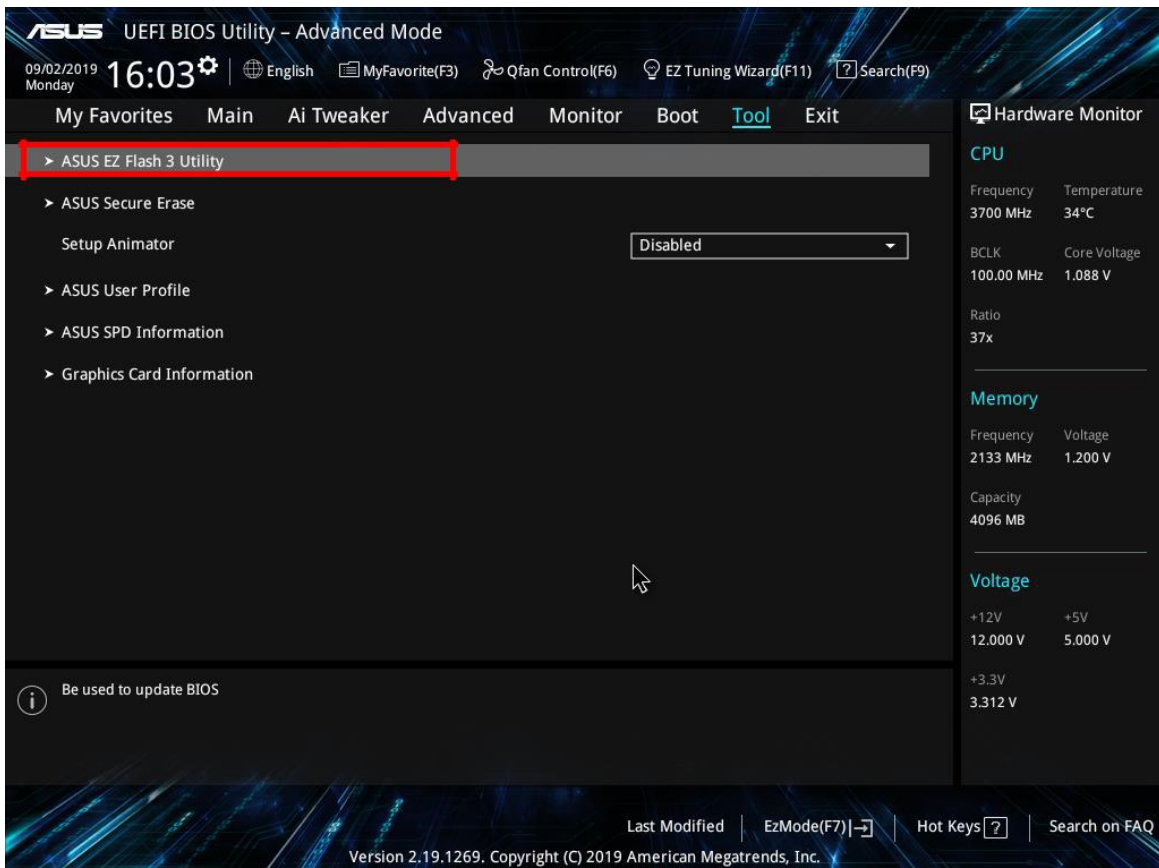 ASUS UEFI BIOS Utility – Advanced Mode
09/02/2019 Monday 16:03 English MyFavorite(F3) Qfan Control(F6) EZ Tuning Wizard(F11) ? Search(F9)
My Favorites Main Ai Tweaker Advanced Monitor Boot Tool Exit
> ASUS EZ Flash 3 Utility
> ASUS Secure Erase
Setup Animator Disabled
> ASUS User Profile
> ASUS SPD Information
> Graphics Card Information
Hardware Monitor
CPU
Frequency Temperature
3700 MHz 34°C
BCLK Core Voltage
100.00 MHz 1.088 V
Ratio
37x
Memory
Frequency Voltage
2133 MHz 1.200 V
Capacity
4096 MB
Voltage
+12V +5V
12.000 V 5.000 V
+3.3V
3.312 V
i Be used to update BIOS
Last Modified EzMode(F7) Hot Keys ? Search on FAQ
Version 2.19.1269. Copyright (C) 2019 American Megatrends, Inc.